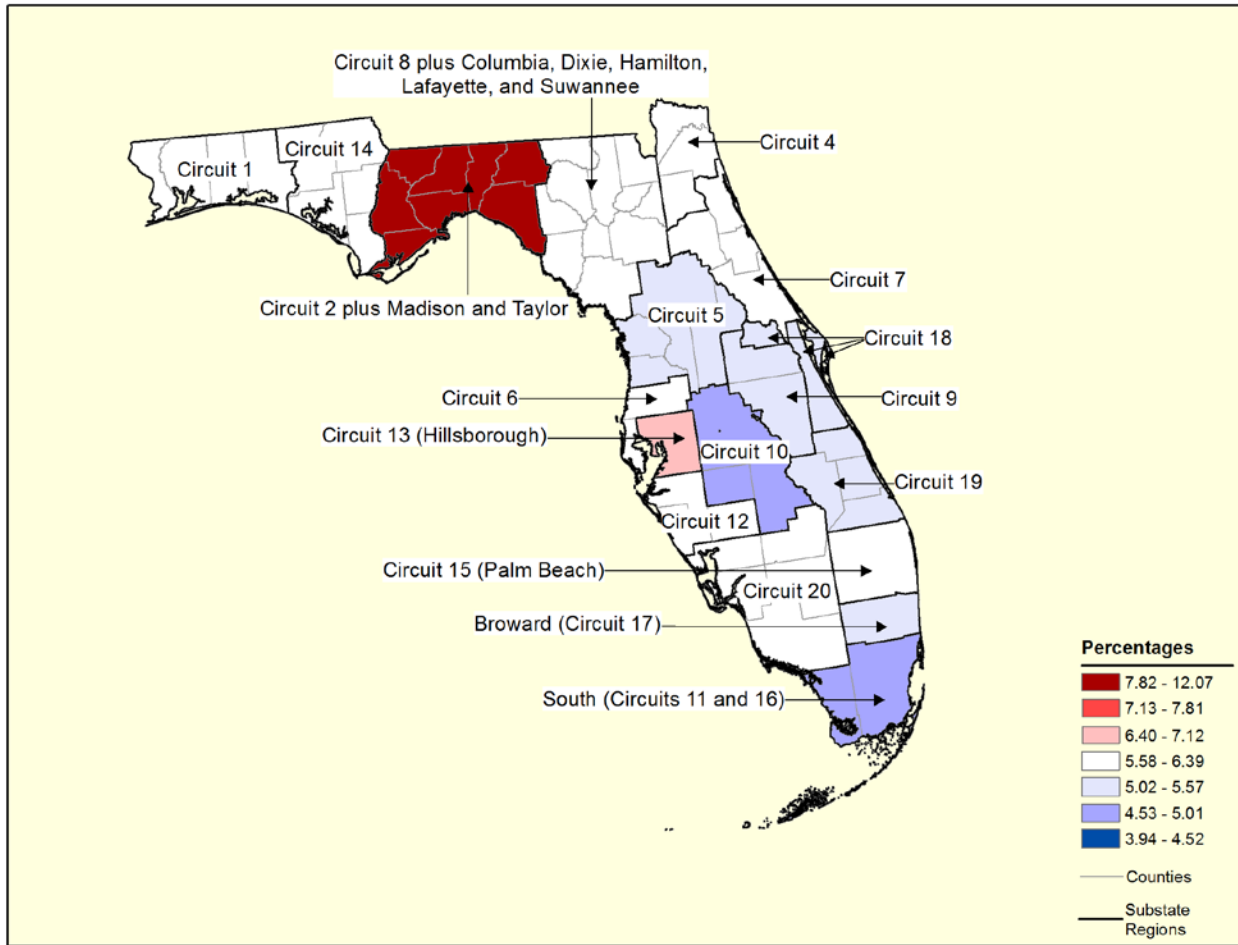 Circuit 8 plus Columbia, Dixie, Hamilton,
Lafayette, and Suwannee
Circuit 4
Circuit 14
Circuit 1
Circuit 7
Circuit 2 plus Madison and Taylor
Circuit 5
Circuit 18
Circuit 6
Circuit 9
Circuit 13 (Hillsborough)
Circuit 10
Circuit 19
Circuit 12
Circuit 15 (Palm Beach)
Circuit 20
Broward (Circuit 17)
South (Circuits 11 and 16)
Percentages
7.82 - 12.07
7.13 - 7.81
6.40 - 7.12
5.58 - 6.39
5.02 - 5.57
4.53 - 5.01
3.94 - 4.52
Counties
Substate
Regions